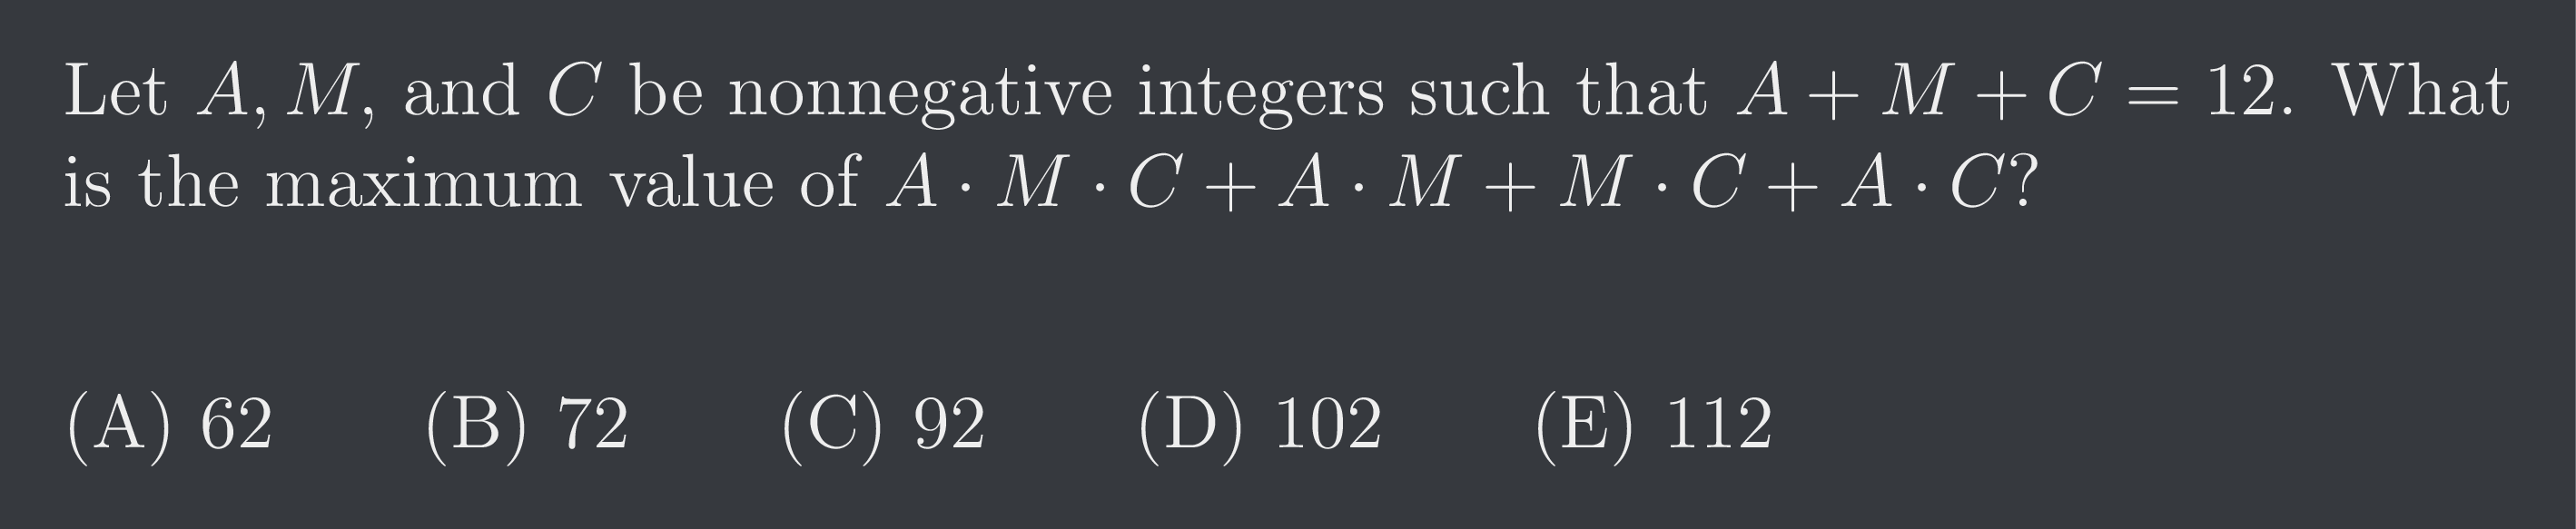 Let A, M, and C be nonnegative integers such that A + M + C = 12. What
is the maximum value of A · M · C + A · M + M · C + A · C?
(A) 62 (B) 72 (C) 92 (D) 102 (E) 112